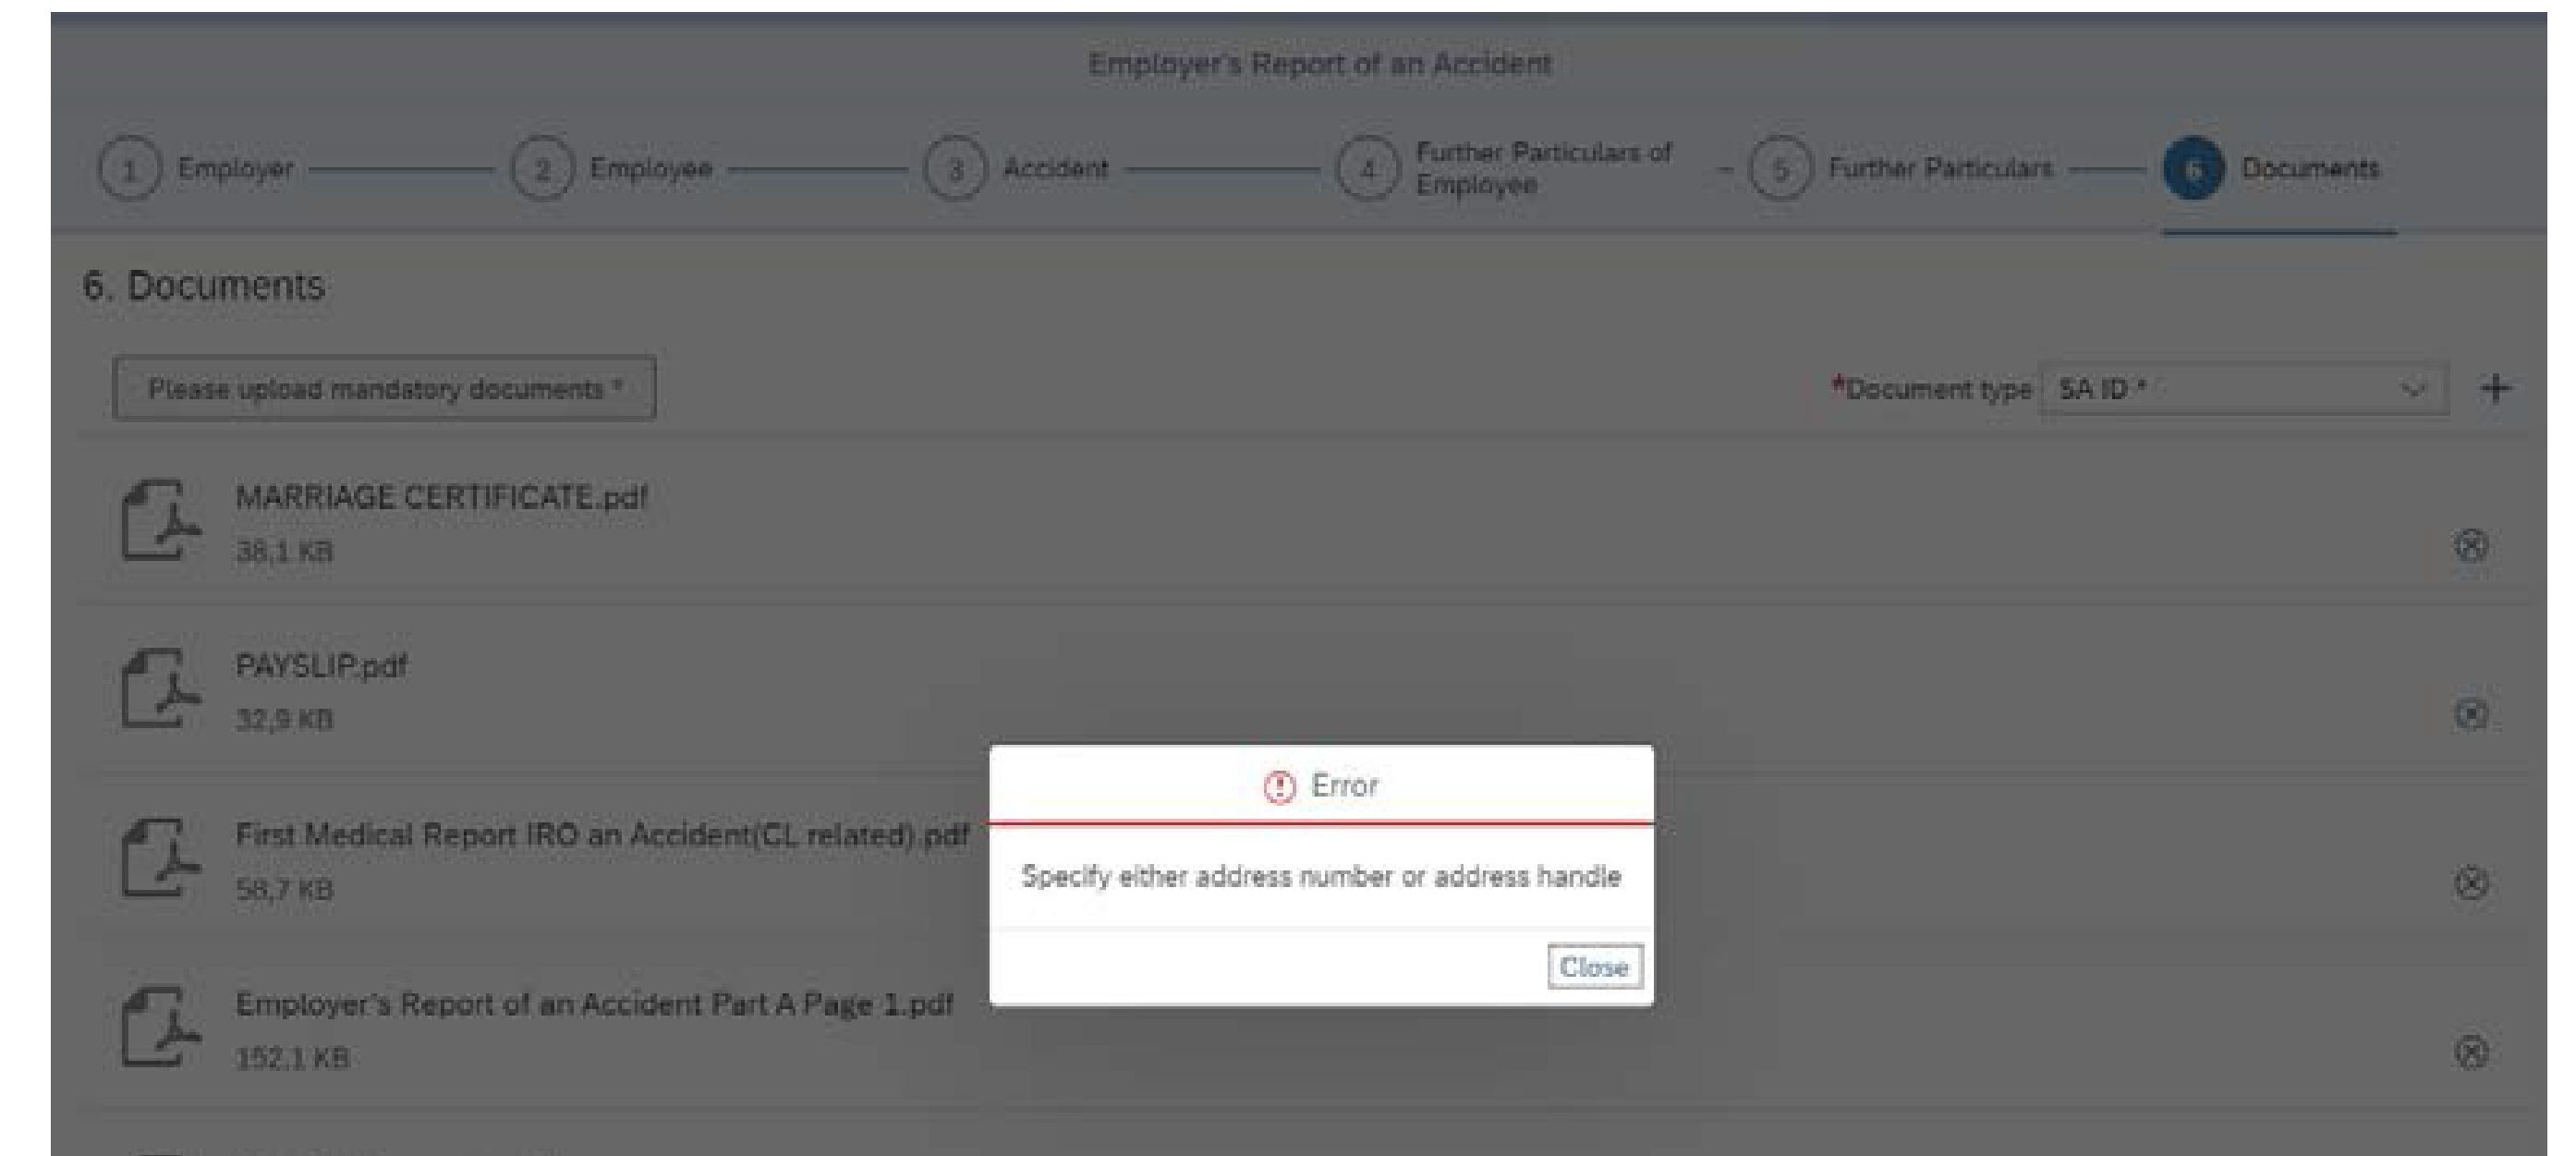 Employer's Report of an Accident
1 Employer
2 Employee
3 Accident
4 Further Particulars of
Employee
5 Further Particulars
6 Documents
6. Documents
Please upload mandatory documents *
*Document type SA ID *
MARRIAGE CERTIFICATE.pdf
38,1 KB
PAYSLIP.pdf
32,9 KB
First Medical Report IRO an Accident(CL related).pdf
58,7 KB
Employer's Report of an Accident Part A Page 1.pdf
152,1 KB
Error
Specify either address number or address handle
Close